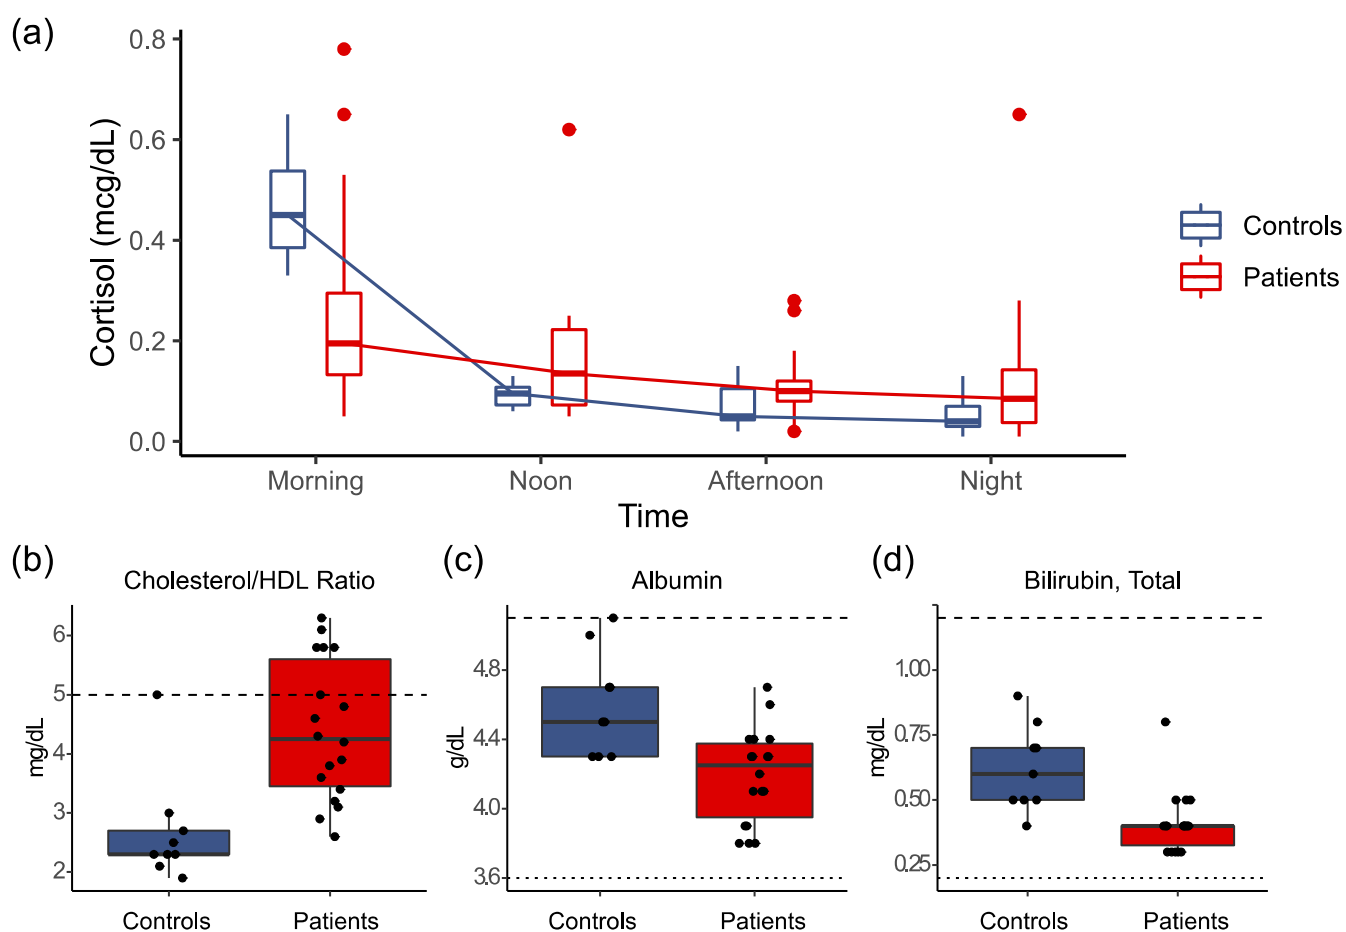 (a)
0.8
0.6
0.4
0.2
0.0
Cortisol (mcg/dL)
Morning Noon Afternoon Night
Time
Controls
Patients
(b)
Cholesterol/HDL Ratio
6
5
4
3
2
mg/dL
Controls Patients
(c)
Albumin
4.8
4.4
4.0
3.6
g/dL
Controls Patients
(d)
Bilirubin, Total
1.00
0.75
0.50
0.25
mg/dL
Controls Patients